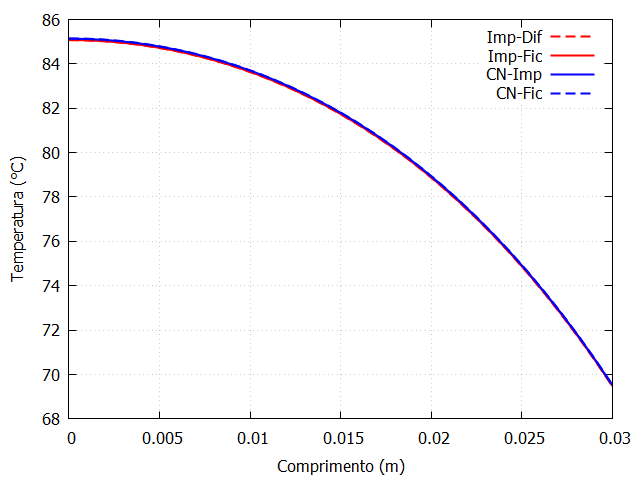 86
84
82
80
78
76
74
72
70
68
Temperatura (°C)
Imp-Dif
Imp-Fic
CN-Imp
CN-Fic
0 0.005 0.01 0.015 0.02 0.025 0.03
Comprimento (m)